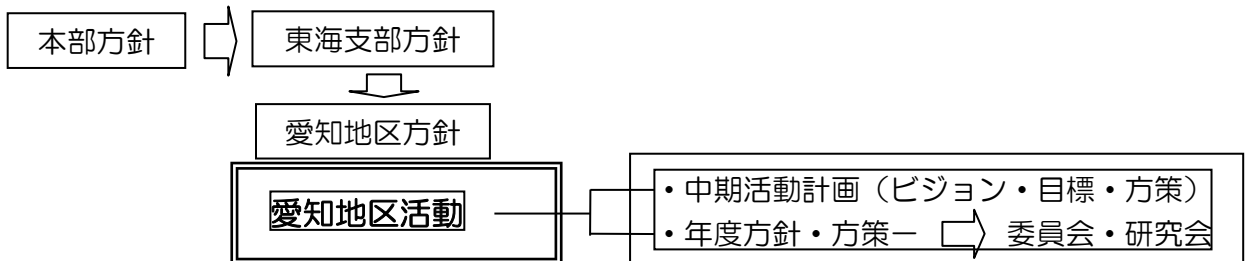 本部方針
東海支部方針
愛知地区方針
愛知地区活動
・中期活動計画（ビジョン・目標・方策）
・年度方針・方策ー 委員会・研究会